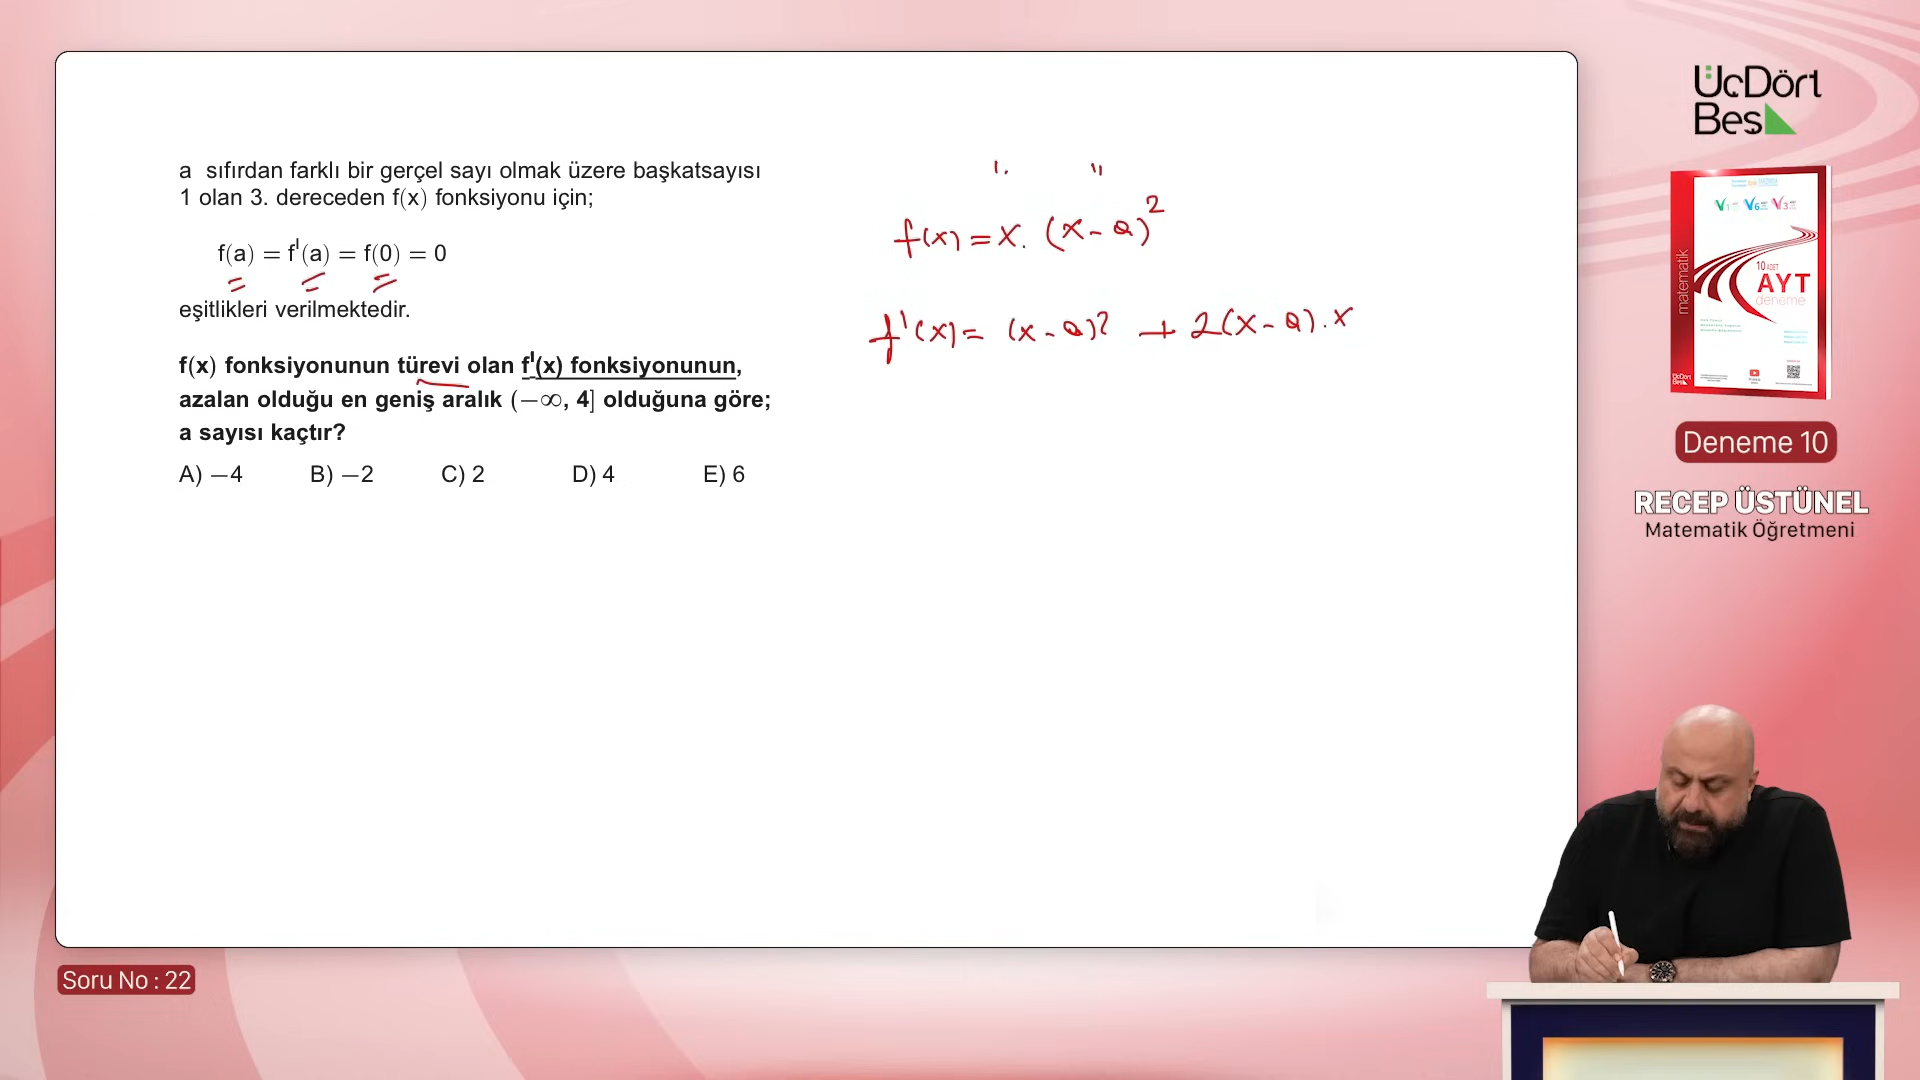 a sıfırdan farklı bir gerçel sayı olmak üzere başkatsayısı
1 olan 3. dereceden f(x) fonksiyonu için;
f(a) = f'(a) = f(0) = 0
eşitlikleri verilmektedir.
f(x) fonksiyonunun türevi olan f'(x) fonksiyonunun,
azalan olduğu en geniş aralık (−∞, 4] olduğuna göre;
a sayısı kaçtır?
A) −4 B) −2 C) 2 D) 4 E) 6
f(x) = x. (x-a)²
f'(x) = (x-a)² + 2(x-a).x
ÜçDört
Beş
matematik
10 ADET
AYT
deneme
Deneme 10
RECEP ÜSTÜNEL
Matematik Öğretmeni
Soru No : 22